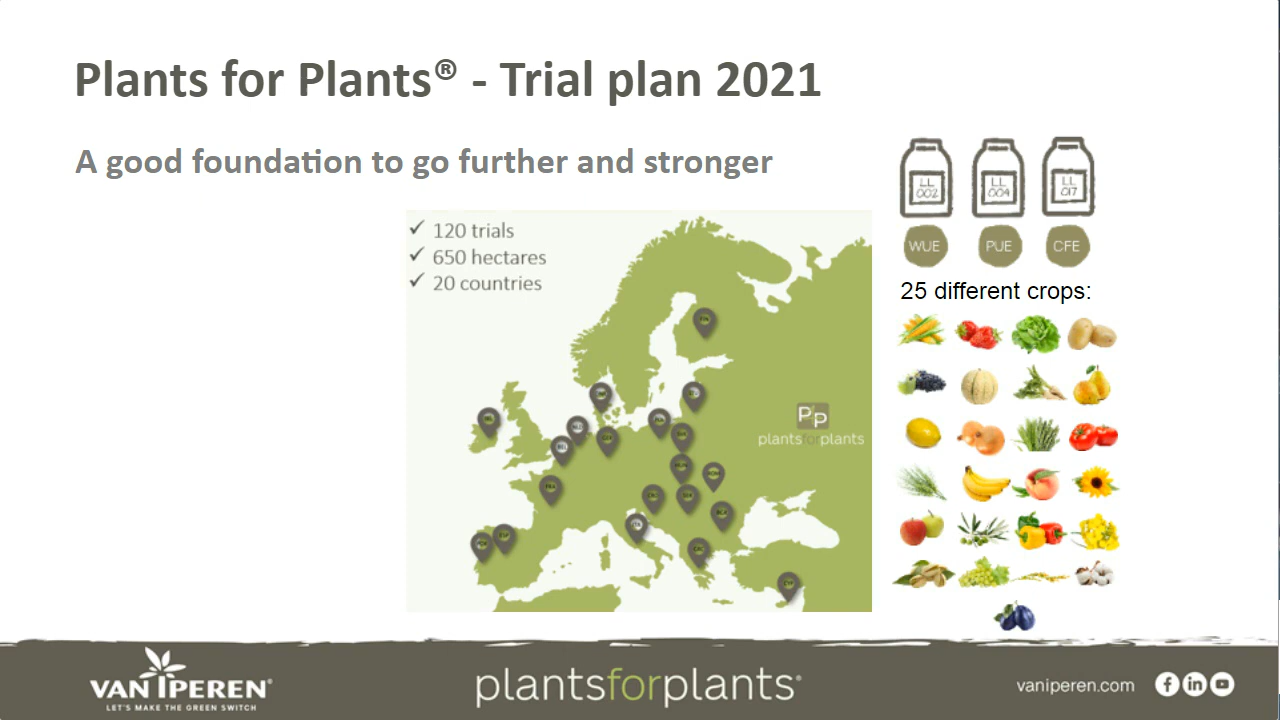 Plants for Plants® - Trial plan 2021
A good foundation to go further and stronger
✓ 120 trials
✓ 650 hectares
✓ 20 countries
PP
plantsforplants
LL 002
LL 004
LL 017
WUE
PUE
CFE
25 different crops:
VAN IPEREN®
LET'S MAKE THE GREEN SWITCH
plantsforplants®
vaniperen.com
f
in